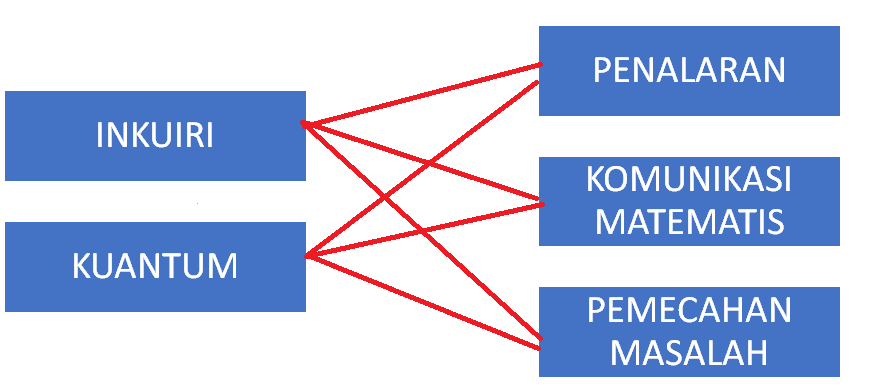 INKUIRI
KUANTUM
PENALARAN
KOMUNIKASI
MATEMATIS
PEMECAHAN
MASALAH